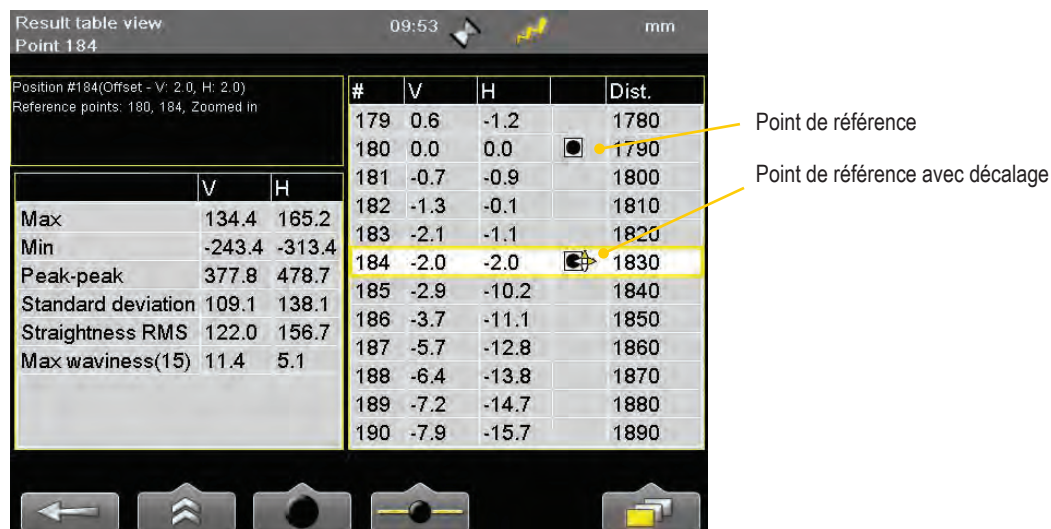 Result table view
Point 184
09:53
mm
Position #184(Offset - V: 2.0, H: 2.0)
Reference points: 180, 184, Zoomed in
V H
Max 134.4 165.2
Min -243.4 -313.4
Peak-peak 377.8 478.7
Standard deviation 109.1 138.1
Straightness RMS 122.0 156.7
Max waviness(15) 11.4 5.1
# V H Dist.
179 0.6 -1.2 1780
180 0.0 0.0 1790
181 -0.7 -0.9 1800
182 -1.3 -0.1 1810
183 -2.1 -1.1 1820
184 -2.0 -2.0 1830
185 -2.9 -10.2 1840
186 -3.7 -11.1 1850
187 -5.7 -12.8 1860
188 -6.4 -13.8 1870
189 -7.2 -14.7 1880
190 -7.9 -15.7 1890
Point de référence
Point de référence avec décalage